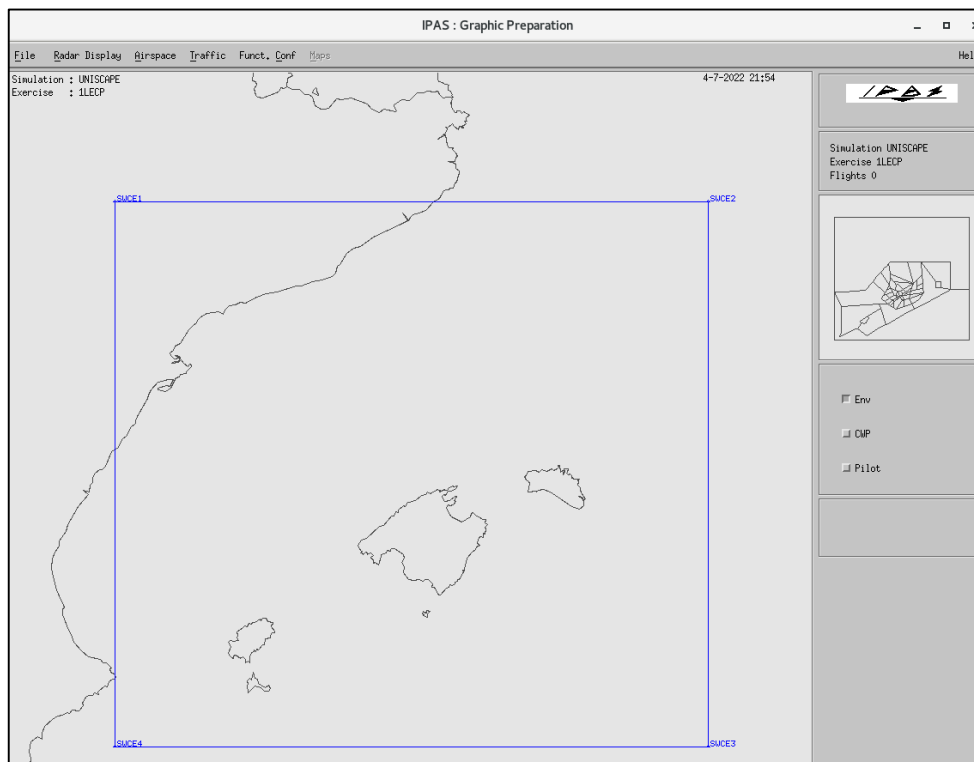 IPAS : Graphic Preparation
File Radar Display Airspace Traffic Funct. Conf Maps Hel
Simulation : UNISCAPE 4-7-2022 21:54
Exercise : 1LECP
IPAS
Simulation UNISCAPE
Exercise 1LECP
Flights 0
SWCE1 SWCE2
Env
CWP
Pilot
SWCE4 SWCE3